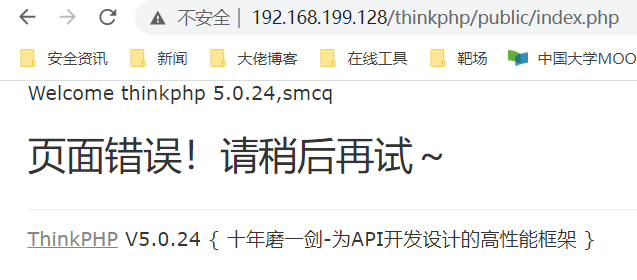 不安全 | 192.168.199.128/thinkphp/public/index.php
安全资讯 新闻 大佬博客 在线工具 靶场 中国大学MOO
Welcome thinkphp 5.0.24,smcq
页面错误！请稍后再试～
ThinkPHP V5.0.24 { 十年磨一剑-为API开发设计的高性能框架 }